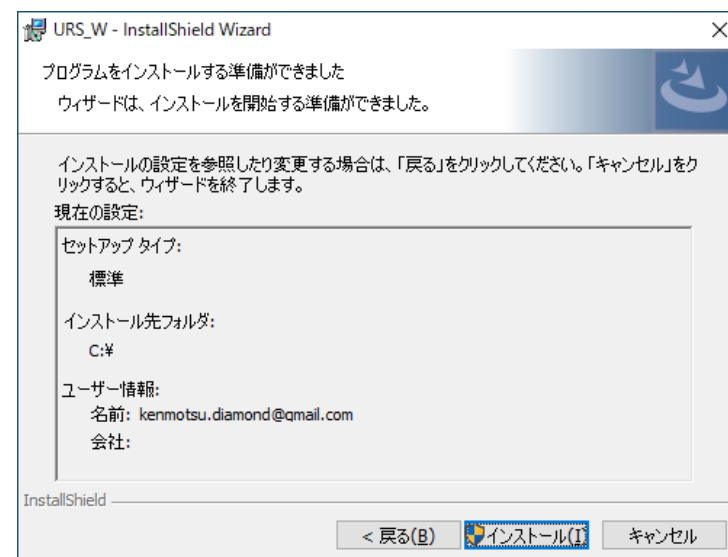 URS_W - InstallShield Wizard
プログラムをインストールする準備ができました
ウィザードは、インストールを開始する準備ができました。
インストールの設定を参照したり変更する場合は、「戻る」をクリックしてください。「キャンセル」をク
リックすると、ウィザードを終了します。
現在の設定:
セットアップ タイプ:
標準
インストール先フォルダ:
C:¥
ユーザー情報:
名前: kenmotsu.diamond@gmail.com
会社:
InstallShield
< 戻る(B)
インストール(I)
キャンセル